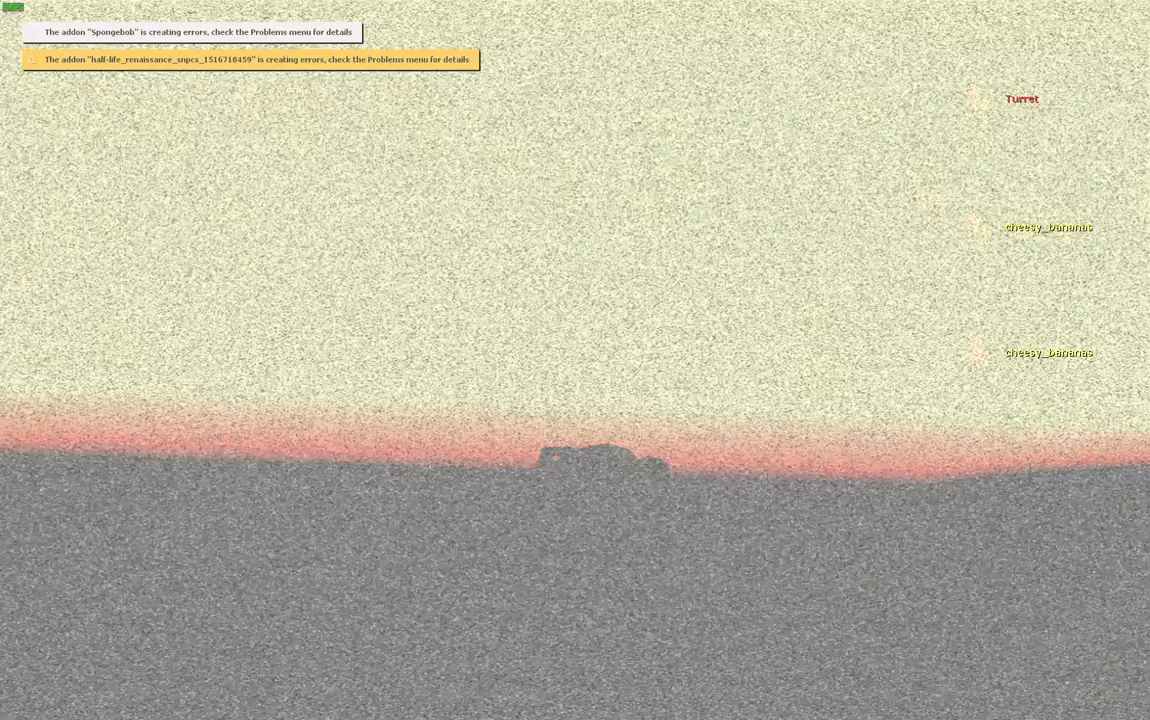 The addon "Spongebob" is creating errors, check the Problems menu for details
The addon "half-life_renaissance_snpcs_1516718459" is creating errors, check the Problems menu for details
Turret
cheesy_bananas
cheesy_bananas